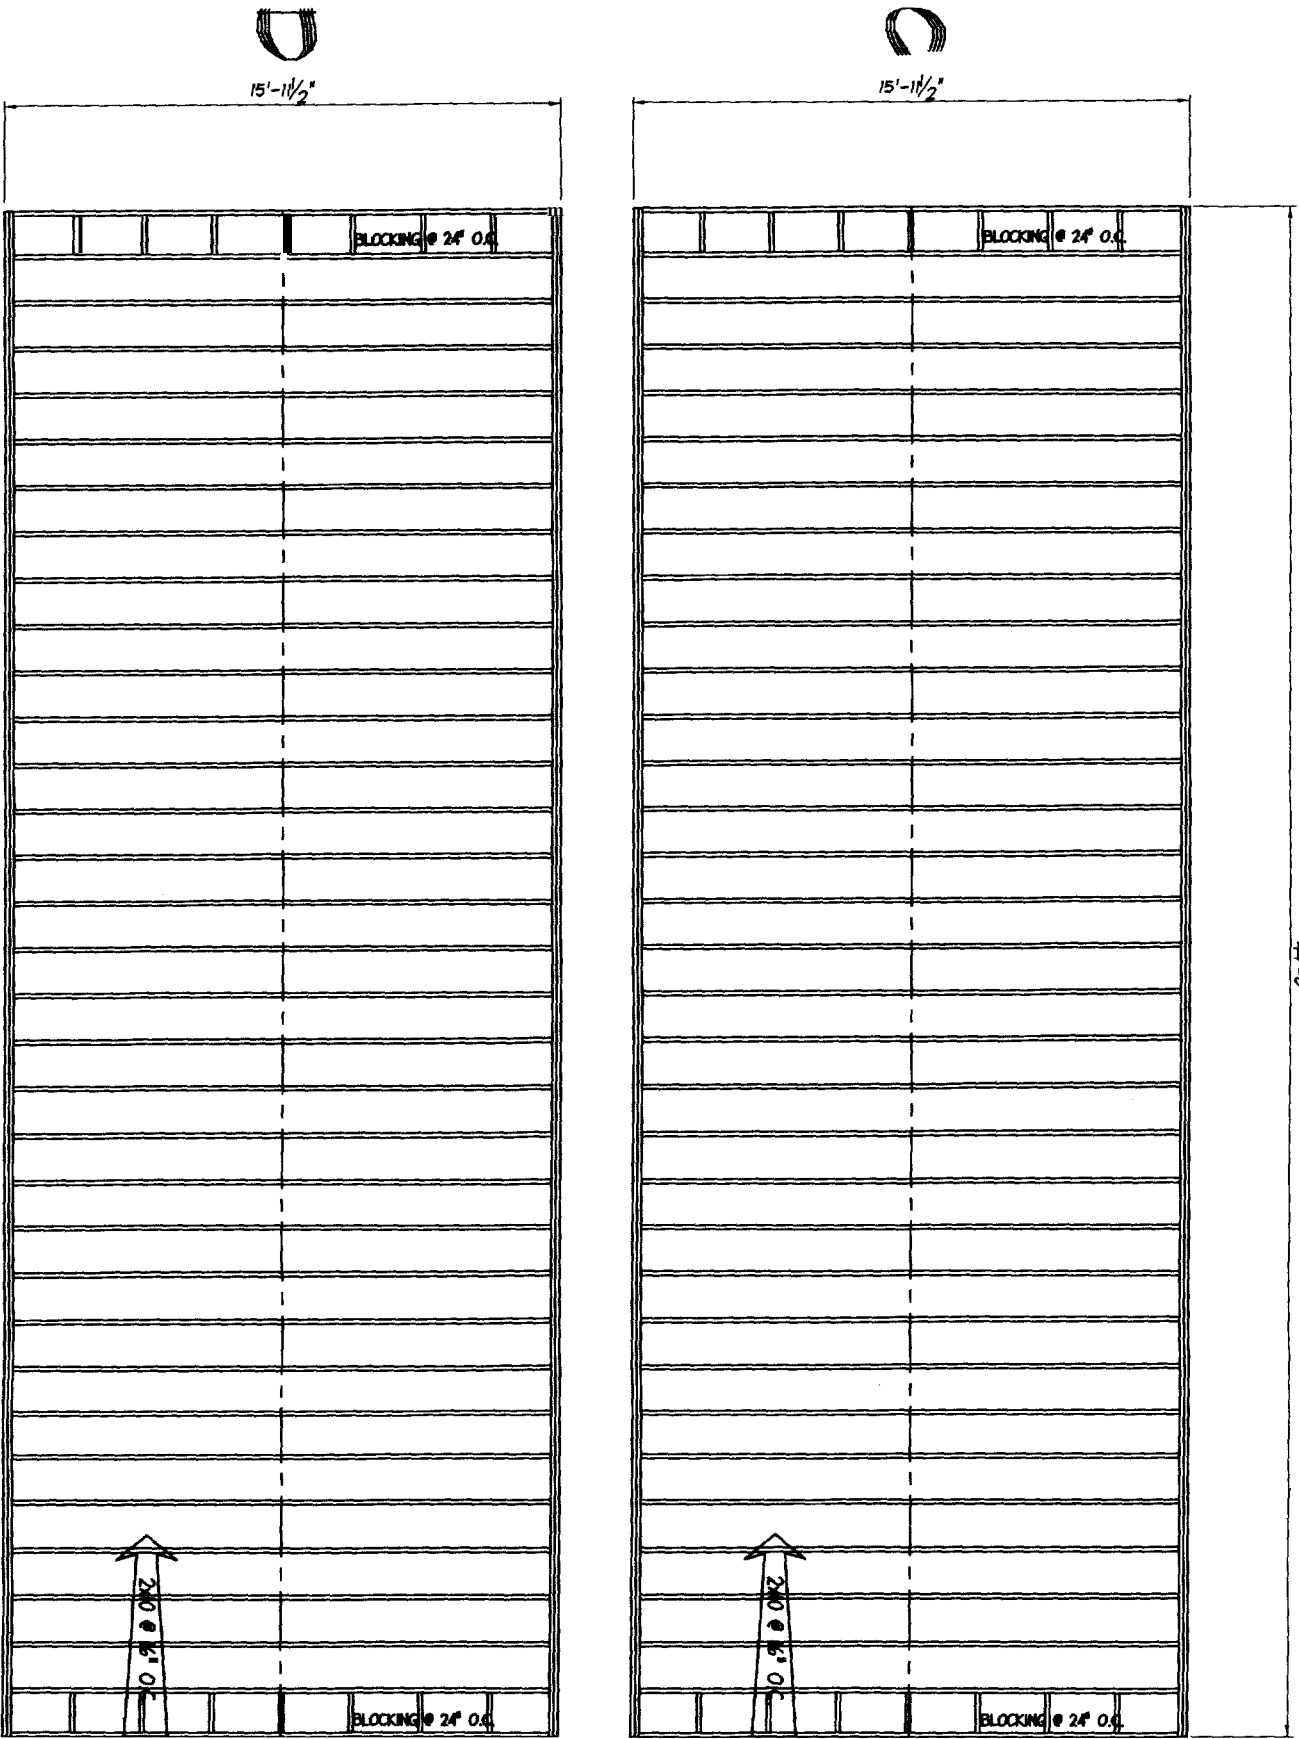 15'-11 1/2"
15'-11 1/2"
BLOCKING @ 24" O.C.
BLOCKING @ 24" O.C.
2X10 @ 16" O.C.
2X10 @ 16" O.C.
BLOCKING @ 24" O.C.
BLOCKING @ 24" O.C.